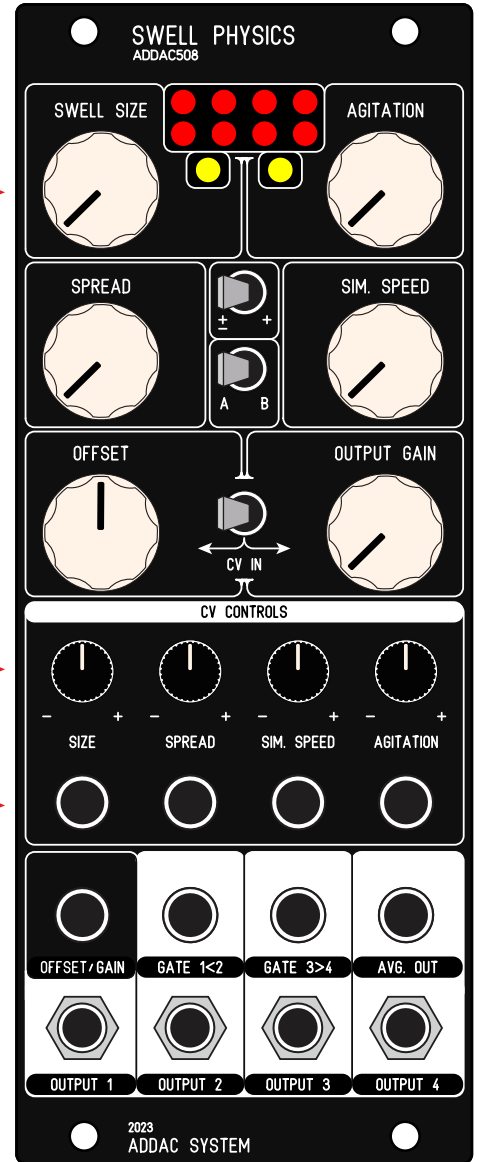 SWELL PHYSICS
ADDAC508
SWELL SIZE
AGITATION
SPREAD
SIM. SPEED
± +
A B
OFFSET
OUTPUT GAIN
CV IN
CV CONTROLS
− + − + − + − +
SIZE SPREAD SIM. SPEED AGITATION
OFFSET/GAIN GATE 1<2 GATE 3>4 AVG. OUT
OUTPUT 1 OUTPUT 2 OUTPUT 3 OUTPUT 4
2023
ADDAC SYSTEM